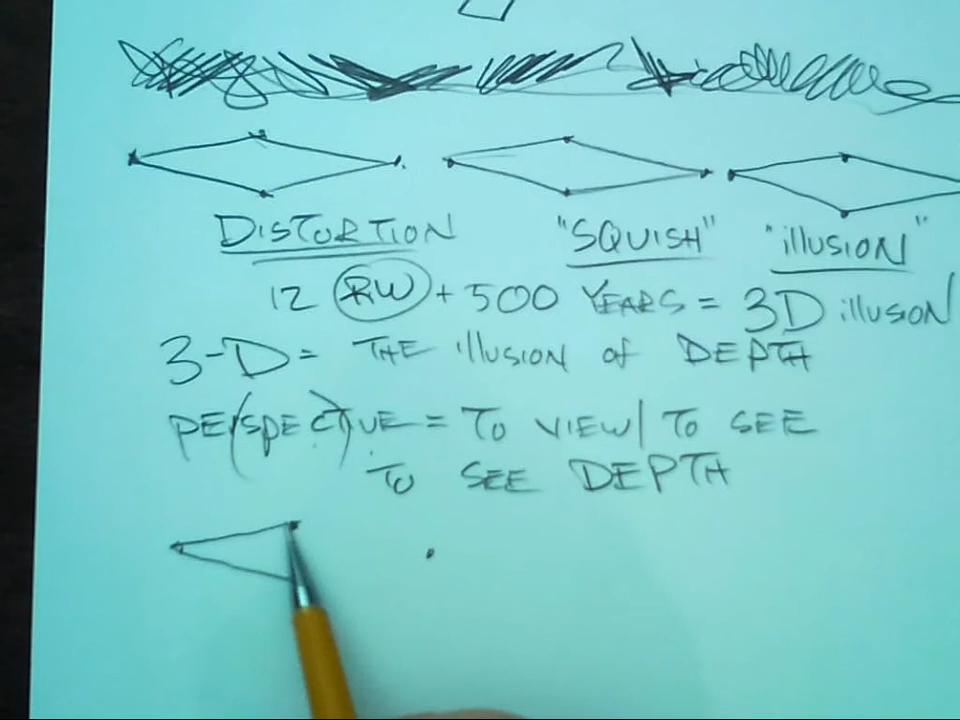 DISTORTION "SQUISH" "illUSION"
12 RW + 500 YEARS = 3D illUSON
3-D = THE illUSION of DEPTH
PERSPECTIVE = TO VIEW / TO SEE
TO SEE DEPTH